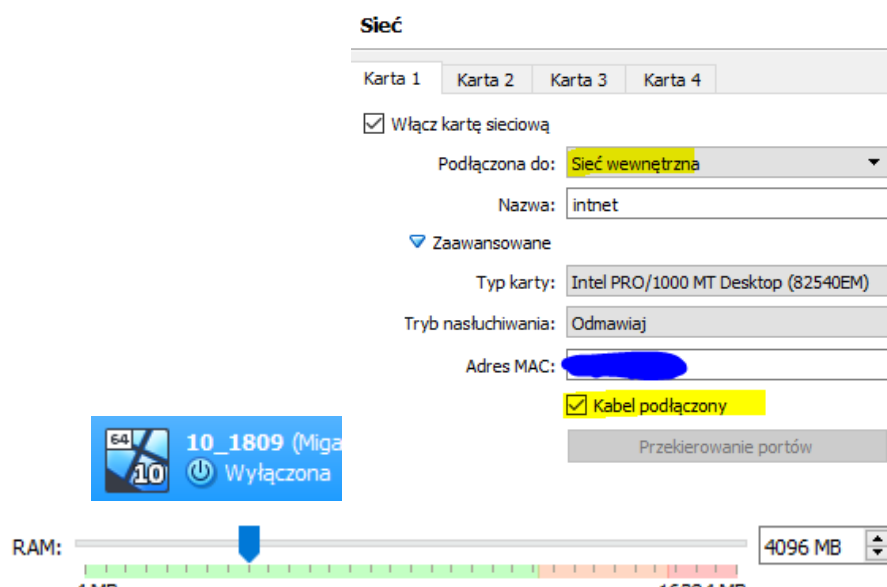 Sieć
Karta 1 Karta 2 Karta 3 Karta 4
Włącz kartę sieciową
Podłączona do: Sieć wewnętrzna
Nazwa: intnet
Zaawansowane
Typ karty: Intel PRO/1000 MT Desktop (82540EM)
Tryb nasłuchiwania: Odmawiaj
Adres MAC:
Kabel podłączony
Przekierowanie portów
64
10
10_1809 (Miga
Wyłączona
RAM: 4096 MB